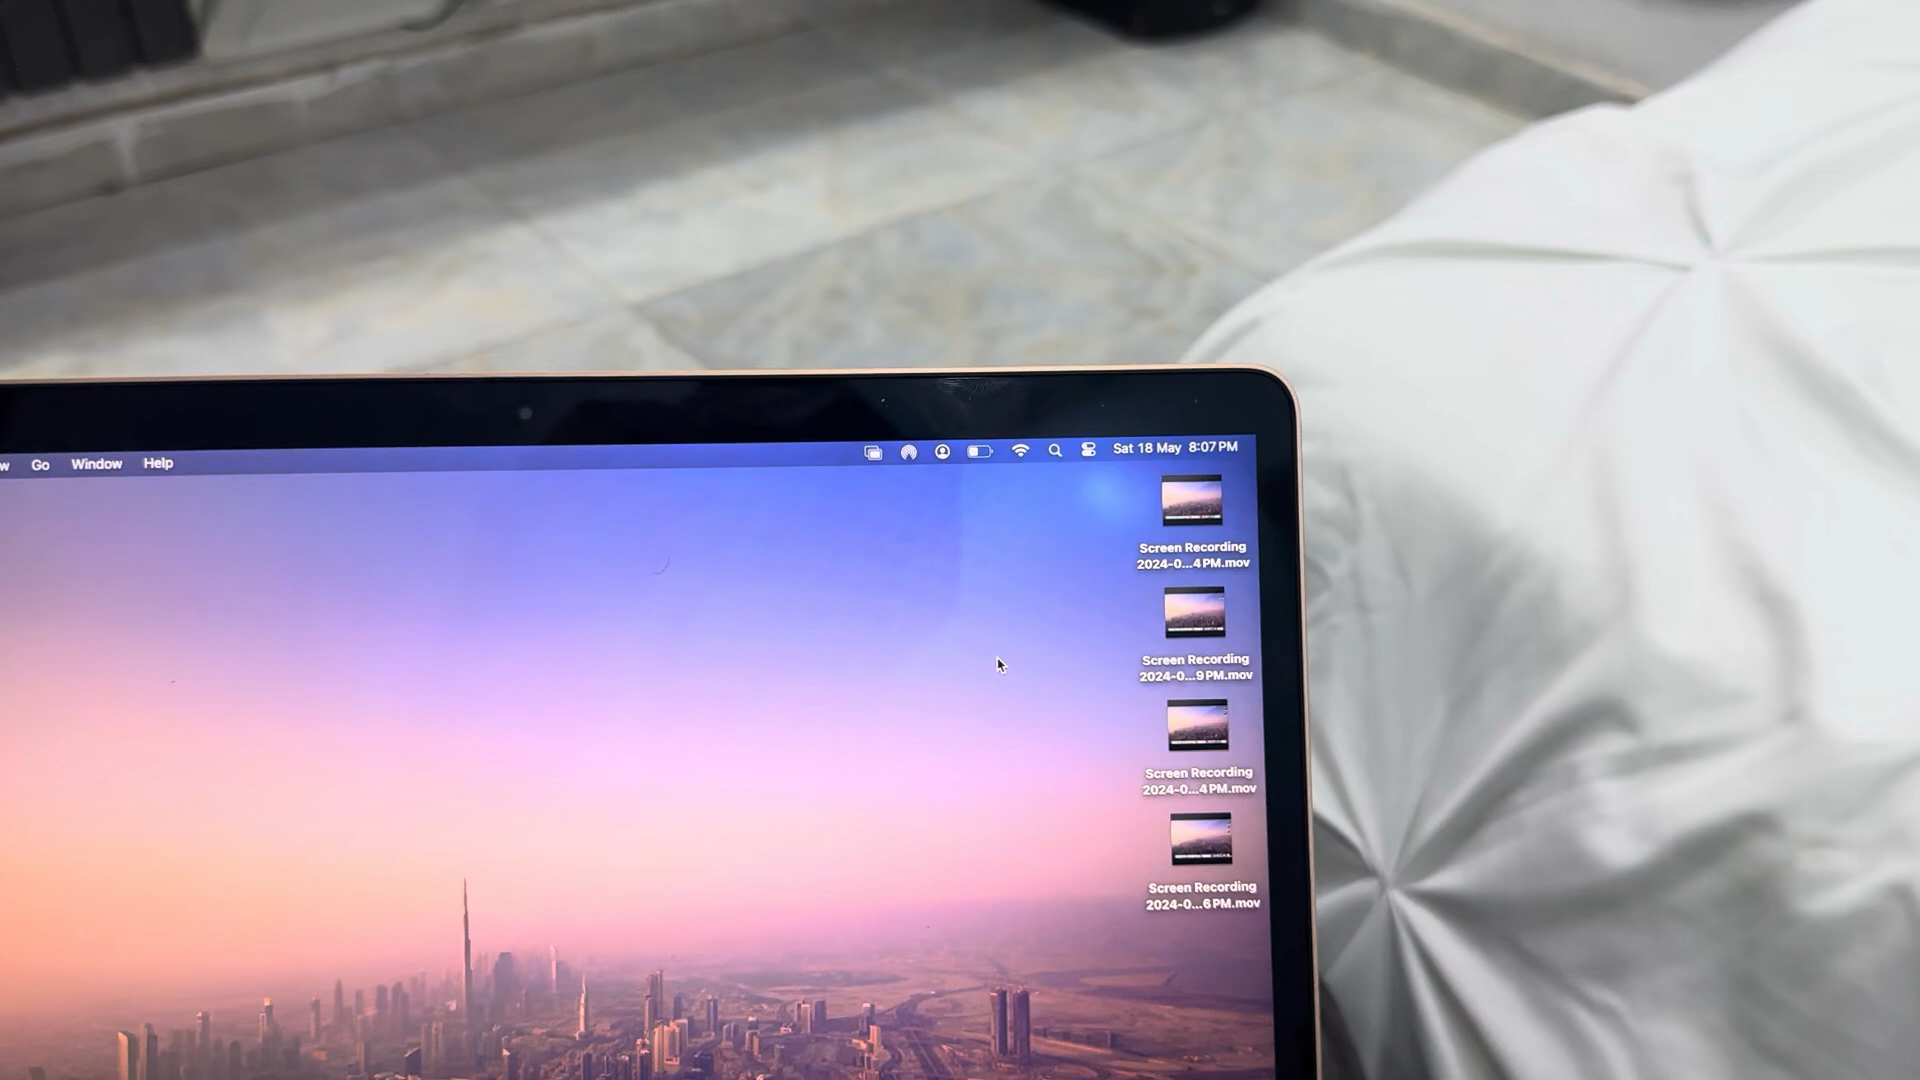 Go Window Help Sat 18 May 8:07 PM
Screen Recording
2024-0...4 PM.mov
Screen Recording
2024-0...9 PM.mov
Screen Recording
2024-0...4 PM.mov
Screen Recording
2024-0...6 PM.mov